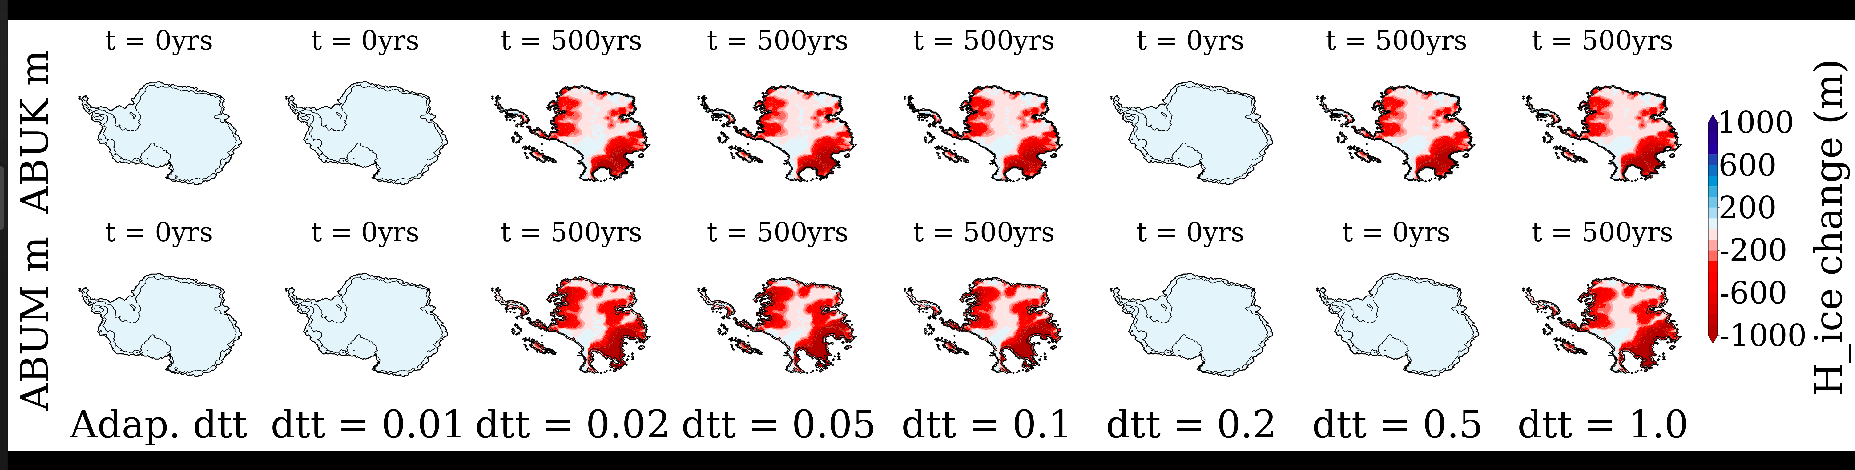 t = 0yrs t = 0yrs t = 500yrs t = 500yrs t = 500yrs t = 0yrs t = 500yrs t = 500yrs
ABUK m
t = 0yrs t = 0yrs t = 500yrs t = 500yrs t = 500yrs t = 0yrs t = 0yrs t = 500yrs
ABUM m
Adap. dtt dtt = 0.01 dtt = 0.02 dtt = 0.05 dtt = 0.1 dtt = 0.2 dtt = 0.5 dtt = 1.0
1000
600
200
-200
-600
-1000
H_ice change (m)